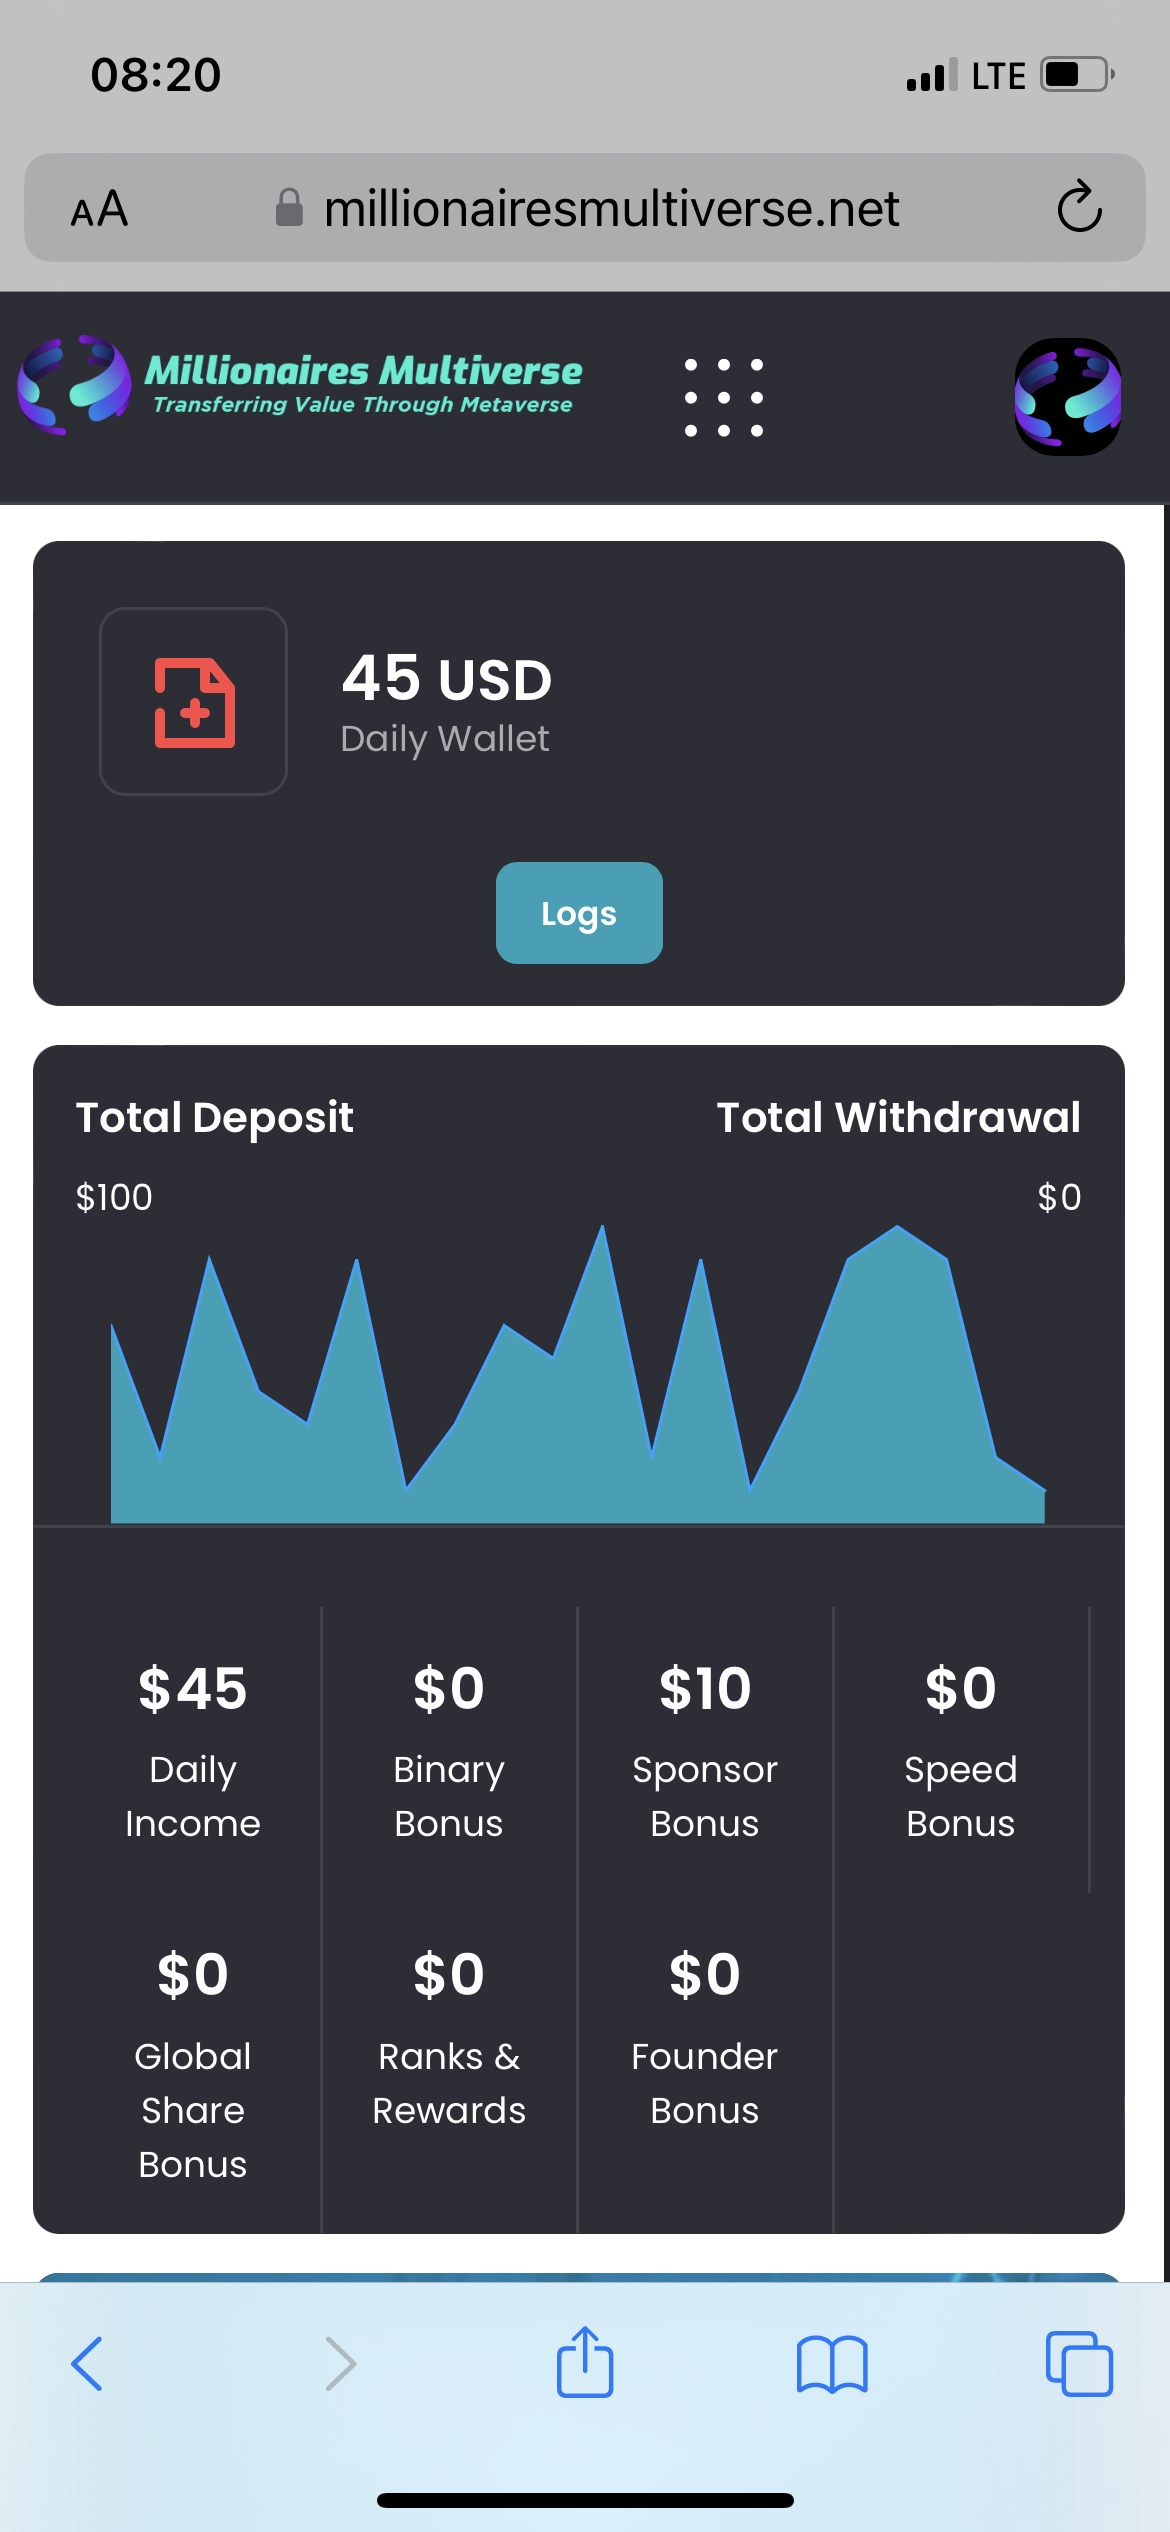 08:20
LTE
AA
millionairesmultiverse.net
Millionaires Multiverse
Transferring Value Through Metaverse
45 USD
Daily Wallet
Logs
Total Deposit
Total Withdrawal
$100
$0
$45
Daily
Income
$0
Binary
Bonus
$10
Sponsor
Bonus
$0
Speed
Bonus
$0
Global
Share
Bonus
$0
Ranks &
Rewards
$0
Founder
Bonus